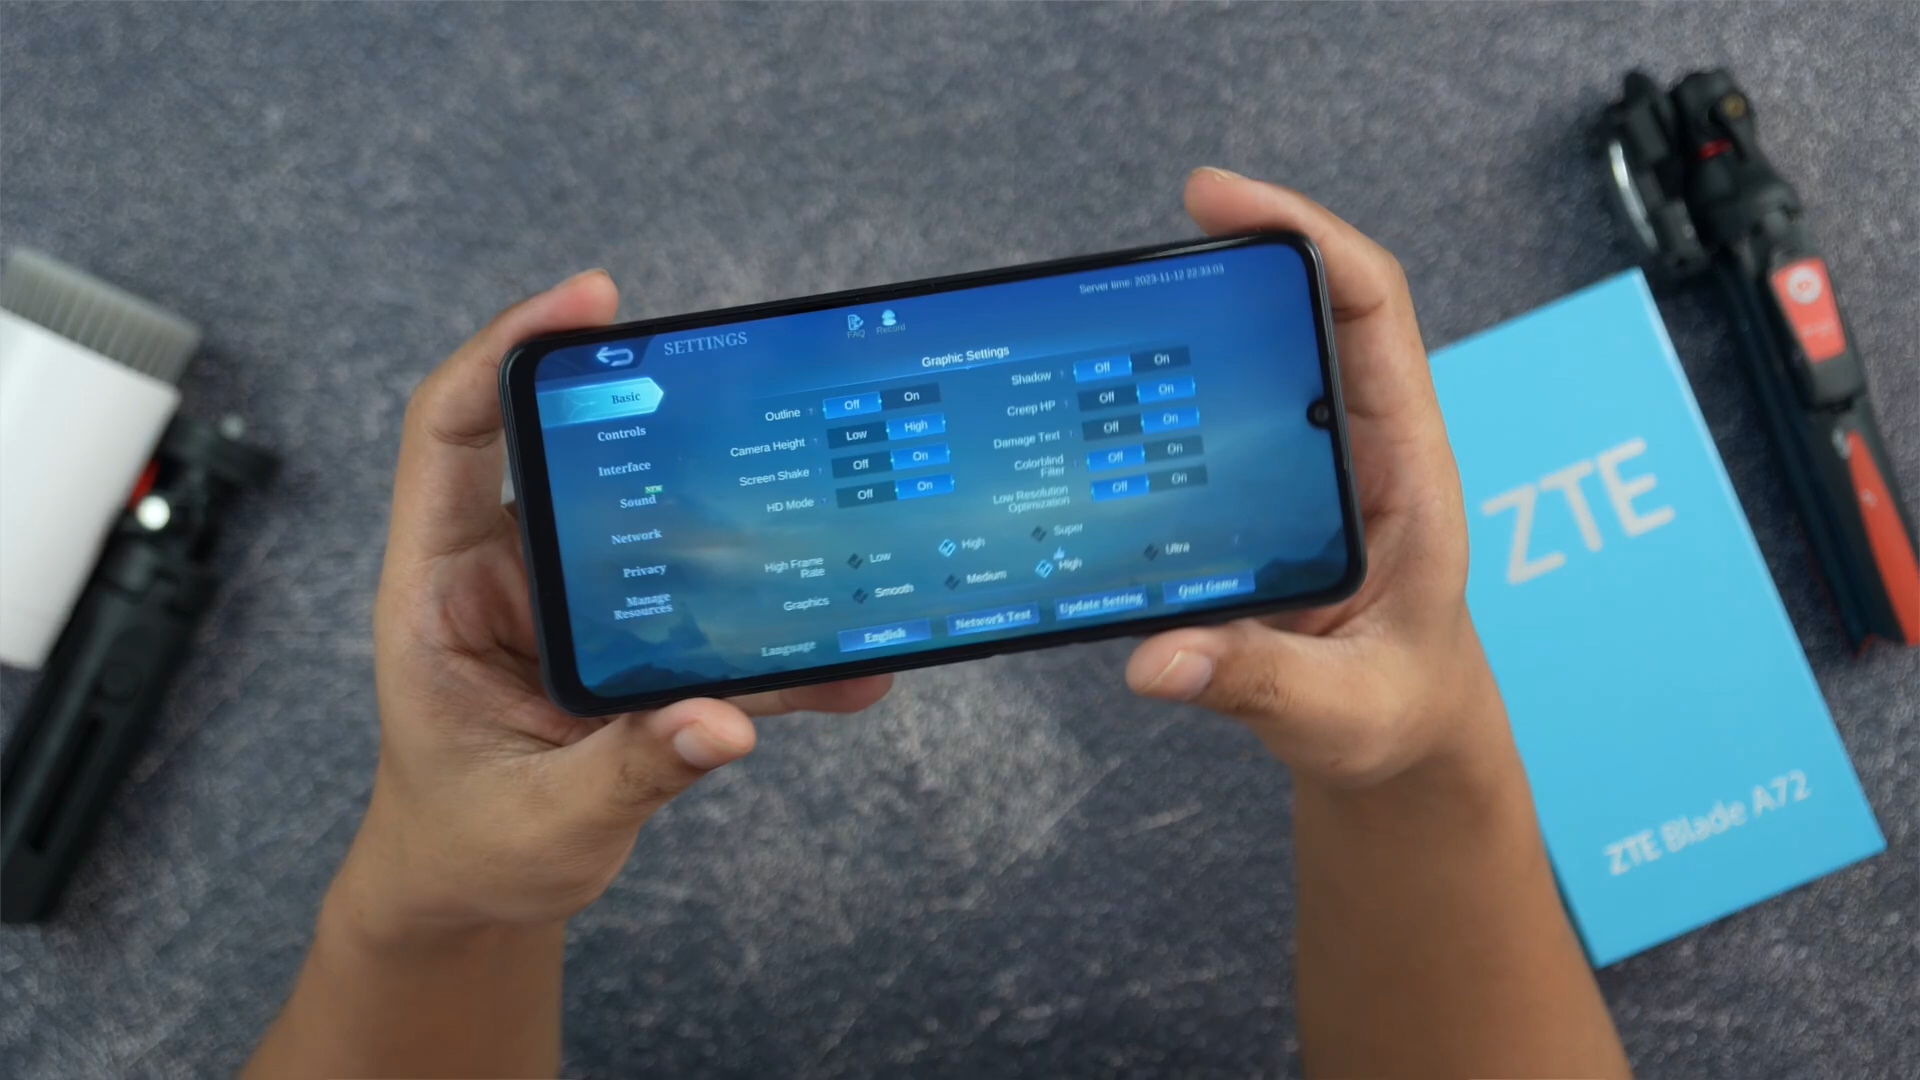 Server time: 2023-11-12 22:33:03
SETTINGS
FAQ
Record
Graphic Settings
Basic
Controls
Interface
Sound
NEW
Network
Privacy
Manage
Resources
Outline
Off On
Camera Height
Low High
Screen Shake
Off On
HD Mode
Off On
Shadow
Off On
Creep HP
Off On
Damage Text
Off On
Colorblind
Filter
Off On
Low Resolution
Optimization
Off On
High Frame
Rate
Low High Super
Graphics
Smooth Medium High Ultra
Language
English
Network Test
Update Setting
Quit Game
ZTE
ZTE Blade A72